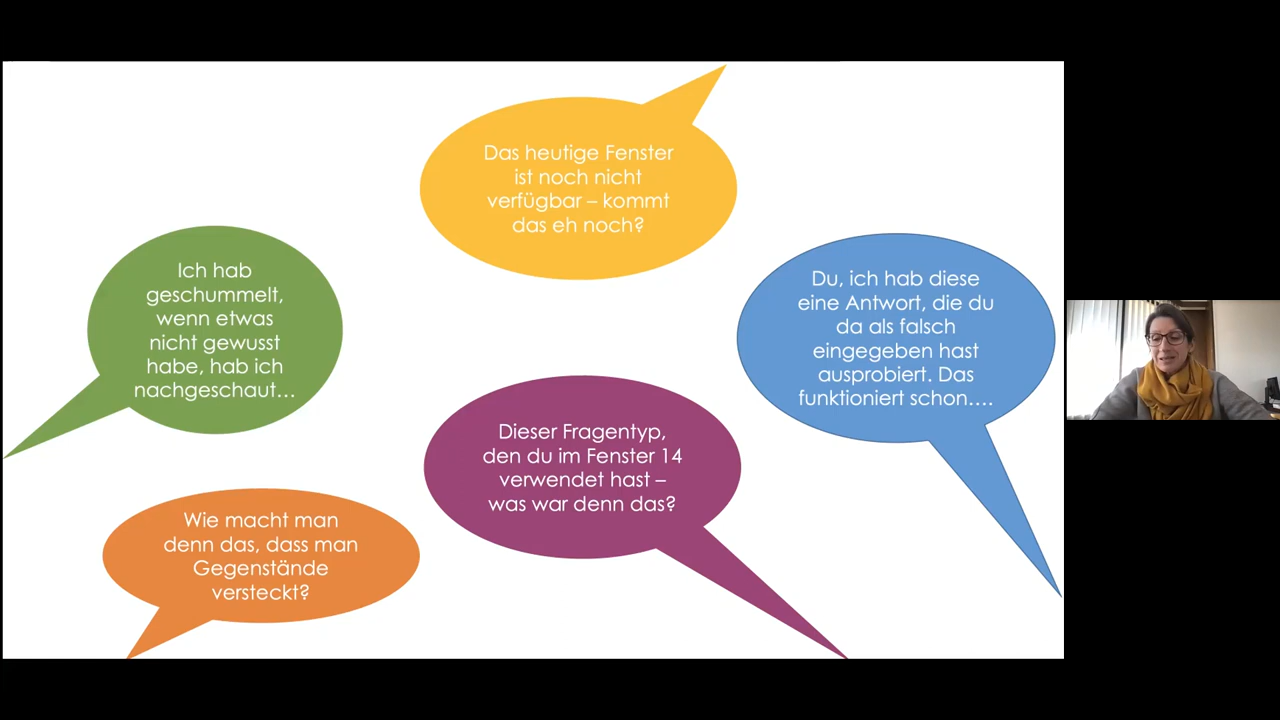 Das heutige Fenster
ist noch nicht
verfügbar – kommt
das eh noch?
Ich hab
geschummelt,
wenn etwas
nicht gewusst
habe, hab ich
nachgeschaut…
Du, ich hab diese
eine Antwort, die du
da als falsch
eingegeben hast
ausprobiert. Das
funktioniert schon….
Dieser Fragentyp,
den du im Fenster 14
verwendet hast –
was war denn das?
Wie macht man
denn das, dass man
Gegenstände
versteckt?